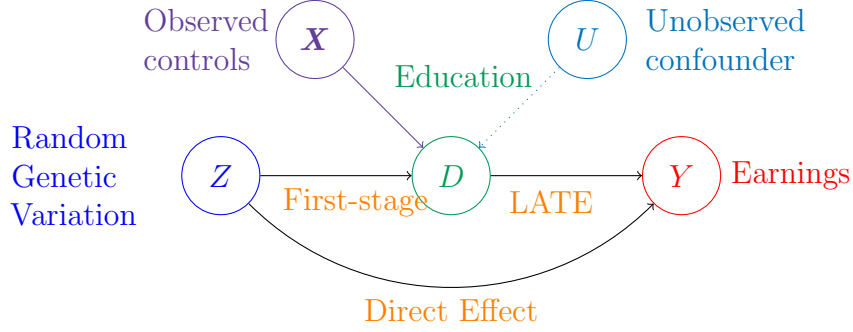 Observed
controls
X
U
Unobserved
confounder
Education
Random
Genetic
Variation
Z
D
Y
Earnings
First-stage
LATE
Direct Effect